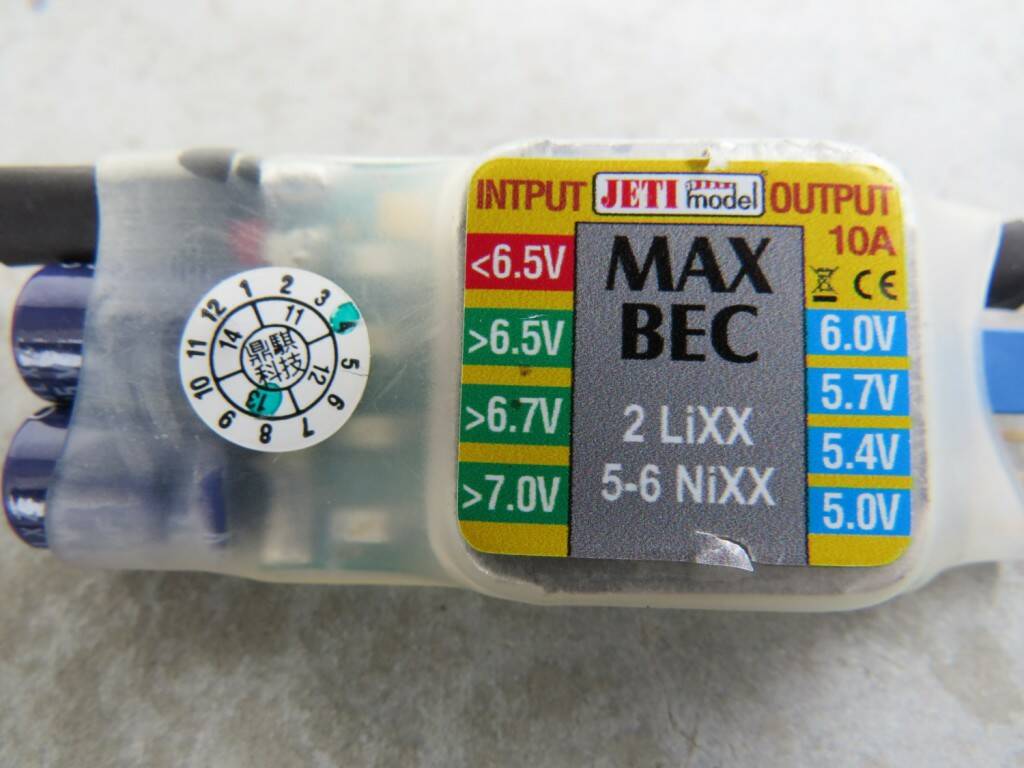 INTPUT JETI model OUTPUT
10A
MAX
BEC
2 LiXX
5-6 NiXX
<6.5V
>6.5V
>6.7V
>7.0V
CE
6.0V
5.7V
5.4V
5.0V
1 2 3 4 5 6 7 8 9 10 11 12
11 12 13 14
鼎騏
科技